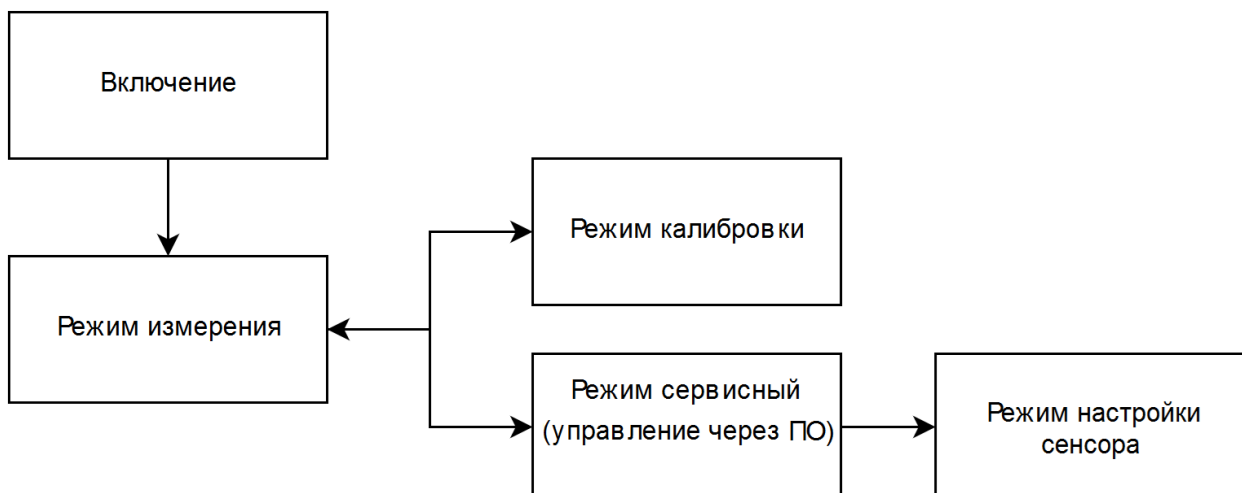 Включение
Режим калибровки
Режим измерения
Режим сервисный
(управление через ПО)
Режим настройки
сенсора